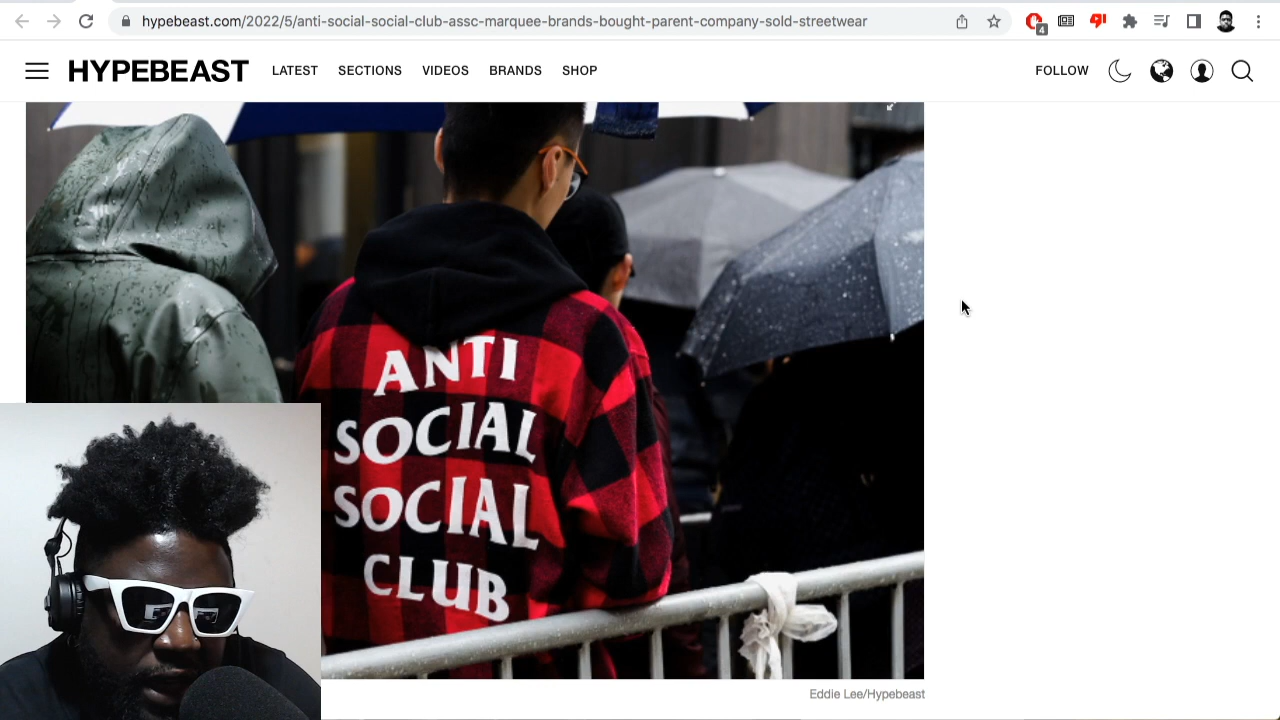 hypebeast.com/2022/5/anti-social-social-club-assc-marquee-brands-bought-parent-company-sold-streetwear
4
HYPEBEAST LATEST SECTIONS VIDEOS BRANDS SHOP FOLLOW
ANTI
SOCIAL
SOCIAL
CLUB
Eddie Lee/Hypebeast